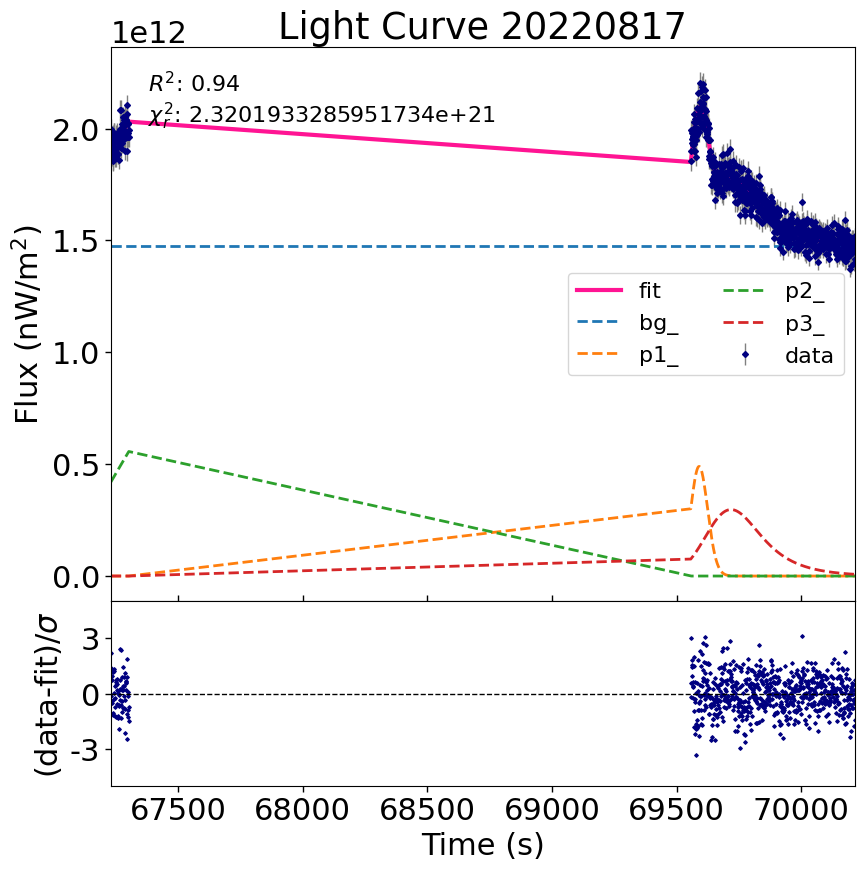 Light Curve 20220817
1e12
R²: 0.94
χ²ᵣ: 2.3201933285951734e+21
2.0
1.5
1.0
0.5
0.0
Flux (nW/m²)
fit
bg_
p1_
p2_
p3_
data
3
0
-3
(data-fit)/σ
67500 68000 68500 69000 69500 70000
Time (s)